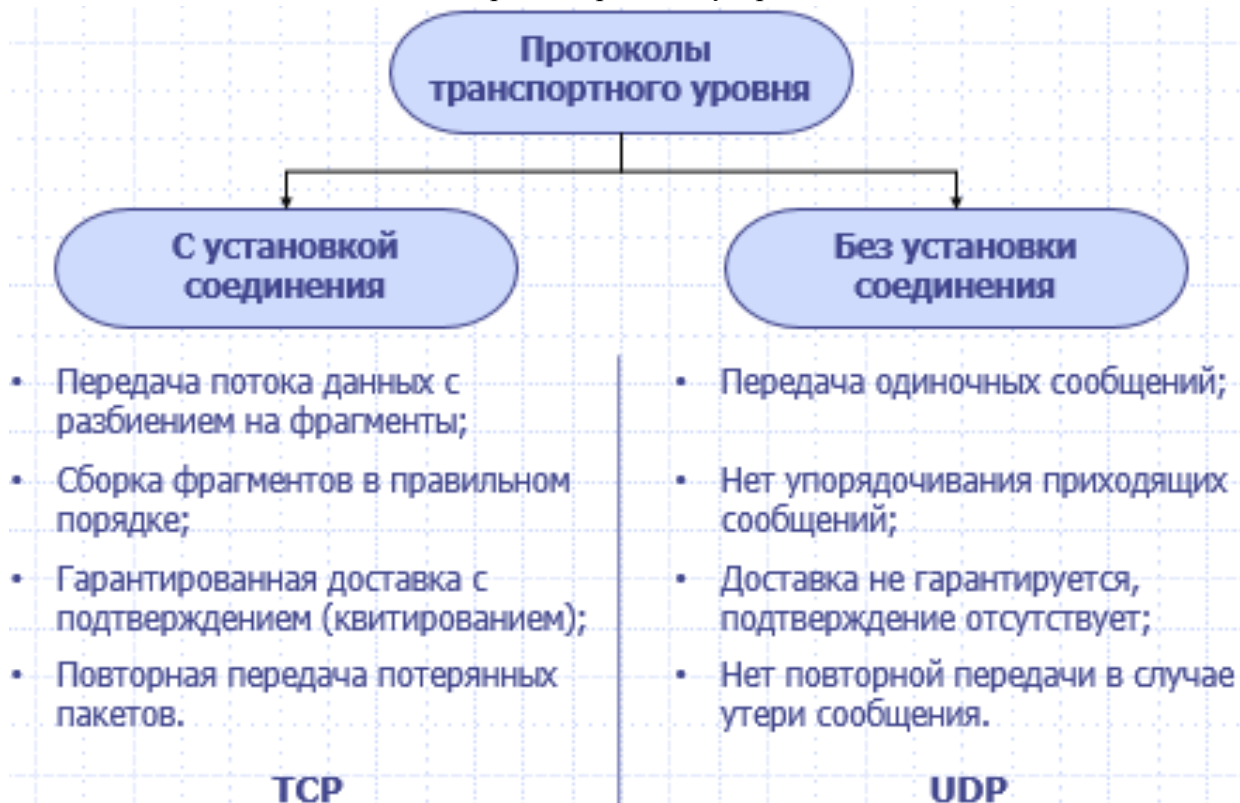 Протоколы
транспортного уровня
С установкой
соединения
Без установки
соединения
• Передача потока данных с
разбиением на фрагменты;
• Сборка фрагментов в правильном
порядке;
• Гарантированная доставка с
подтверждением (квитированием);
• Повторная передача потерянных
пакетов.
TCP
• Передача одиночных сообщений;
• Нет упорядочивания приходящих
сообщений;
• Доставка не гарантируется,
подтверждение отсутствует;
• Нет повторной передачи в случае
утери сообщения.
UDP